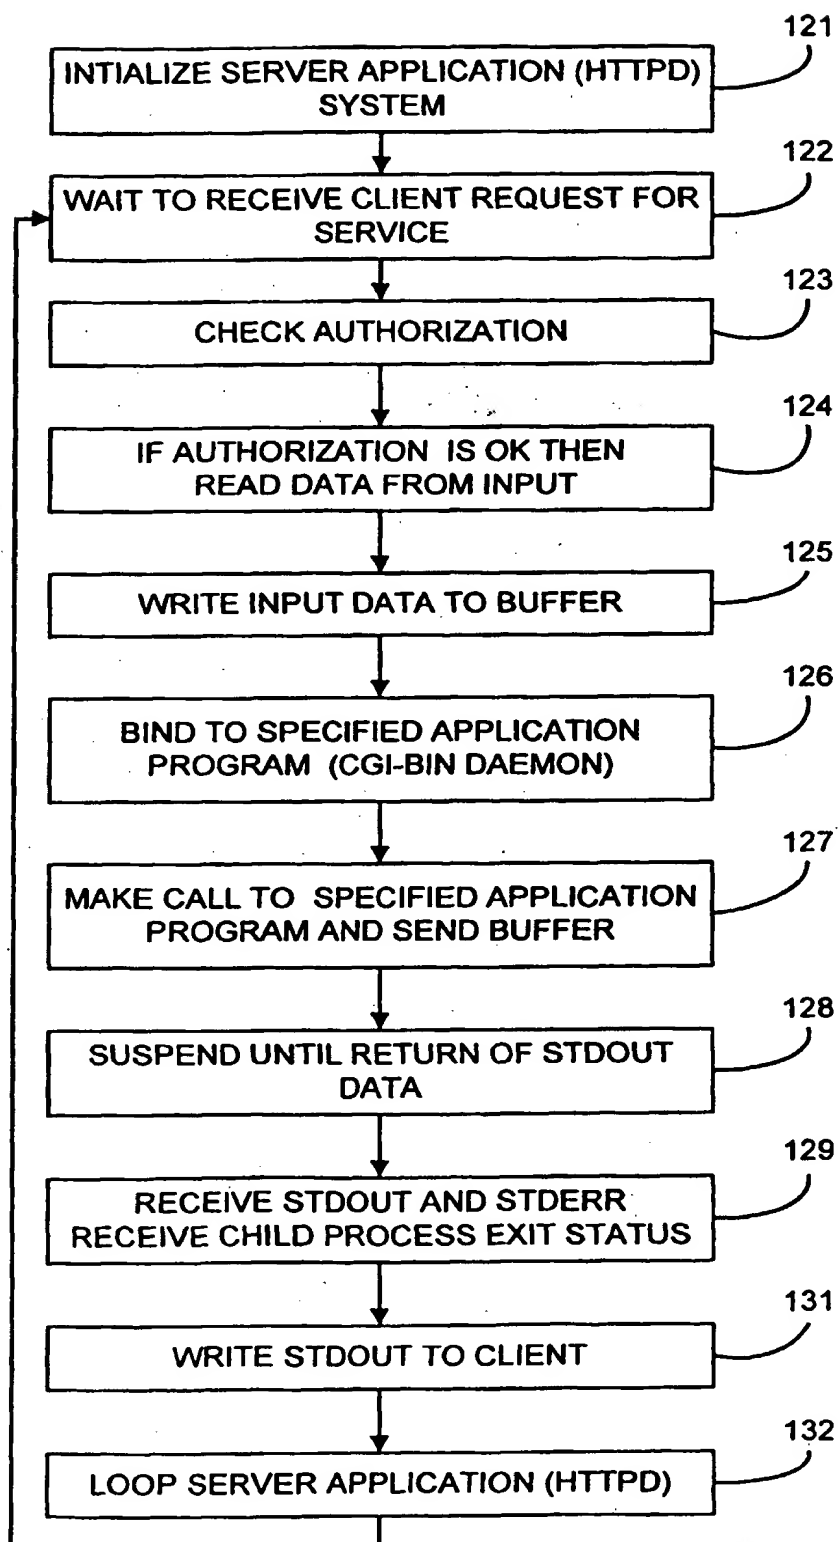 121
INTIALIZE SERVER APPLICATION (HTTPD)
SYSTEM
122
WAIT TO RECEIVE CLIENT REQUEST FOR
SERVICE
123
CHECK AUTHORIZATION
124
IF AUTHORIZATION IS OK THEN
READ DATA FROM INPUT
125
WRITE INPUT DATA TO BUFFER
126
BIND TO SPECIFIED APPLICATION
PROGRAM (CGI-BIN DAEMON)
127
MAKE CALL TO SPECIFIED APPLICATION
PROGRAM AND SEND BUFFER
128
SUSPEND UNTIL RETURN OF STDOUT
DATA
129
RECEIVE STDOUT AND STDERR
RECEIVE CHILD PROCESS EXIT STATUS
131
WRITE STDOUT TO CLIENT
132
LOOP SERVER APPLICATION (HTTPD)